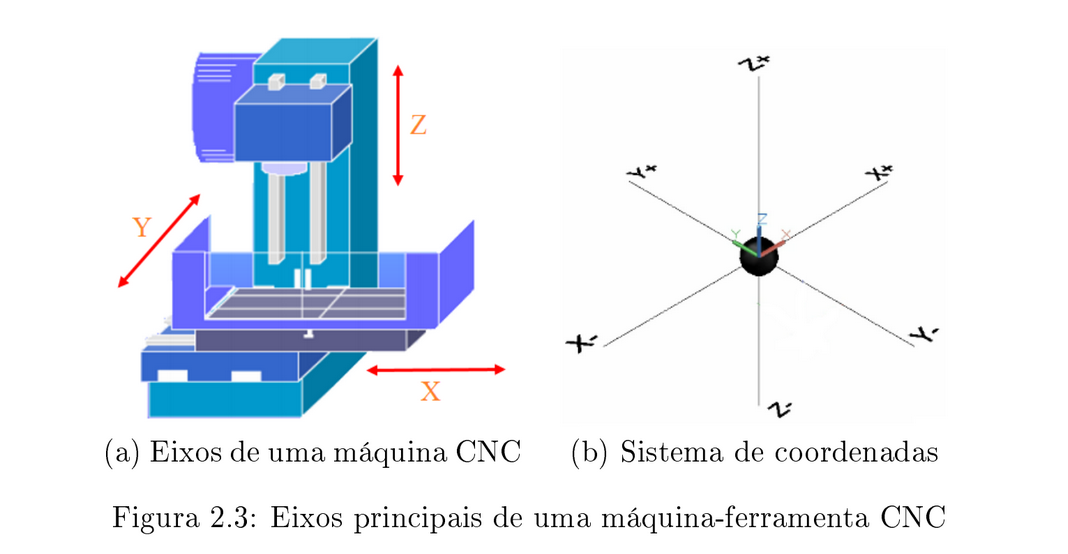 Z
Y
X
Z+
Y+
X+
Z
Y
X
X-
Y-
Z-
(a) Eixos de uma máquina CNC
(b) Sistema de coordenadas
Figura 2.3: Eixos principais de uma máquina-ferramenta CNC